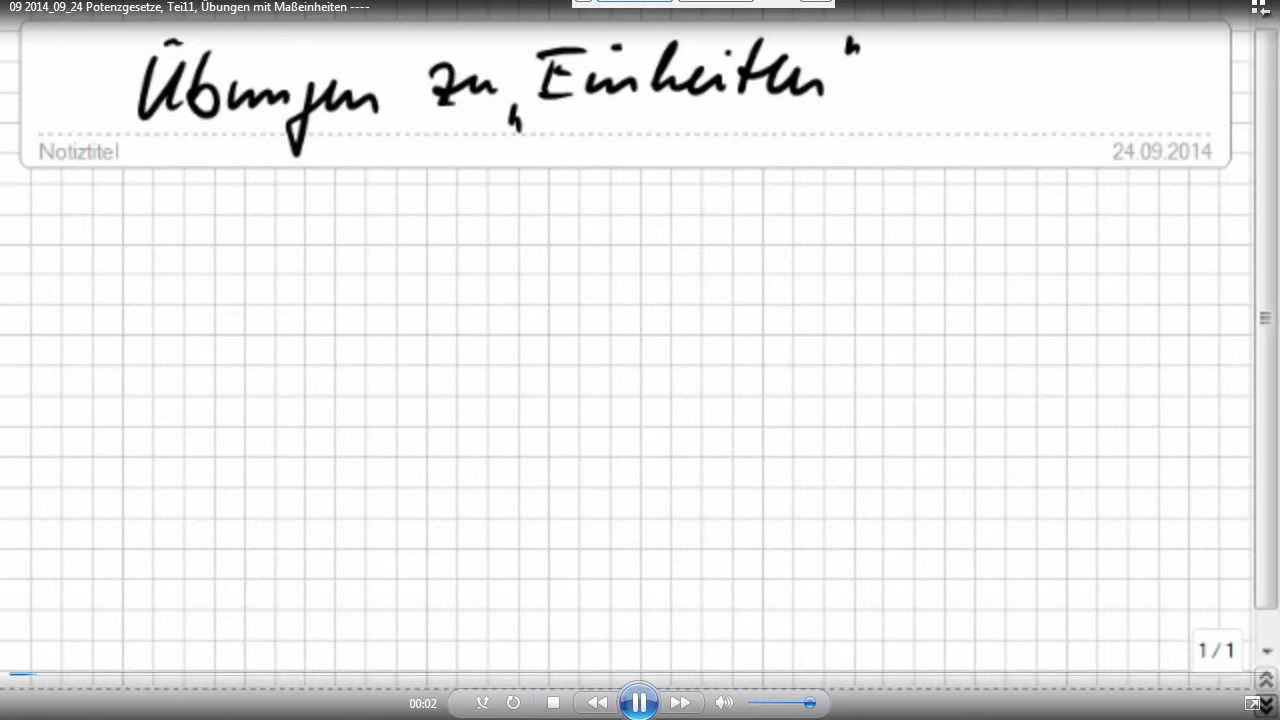 09 2014_09_24 Potenzgesetze, Teil1, Übungen mit Maßeinheiten ----
Übungen zu „Einheiten“
Notiztitel
24.09.2014
1 / 1
00:02